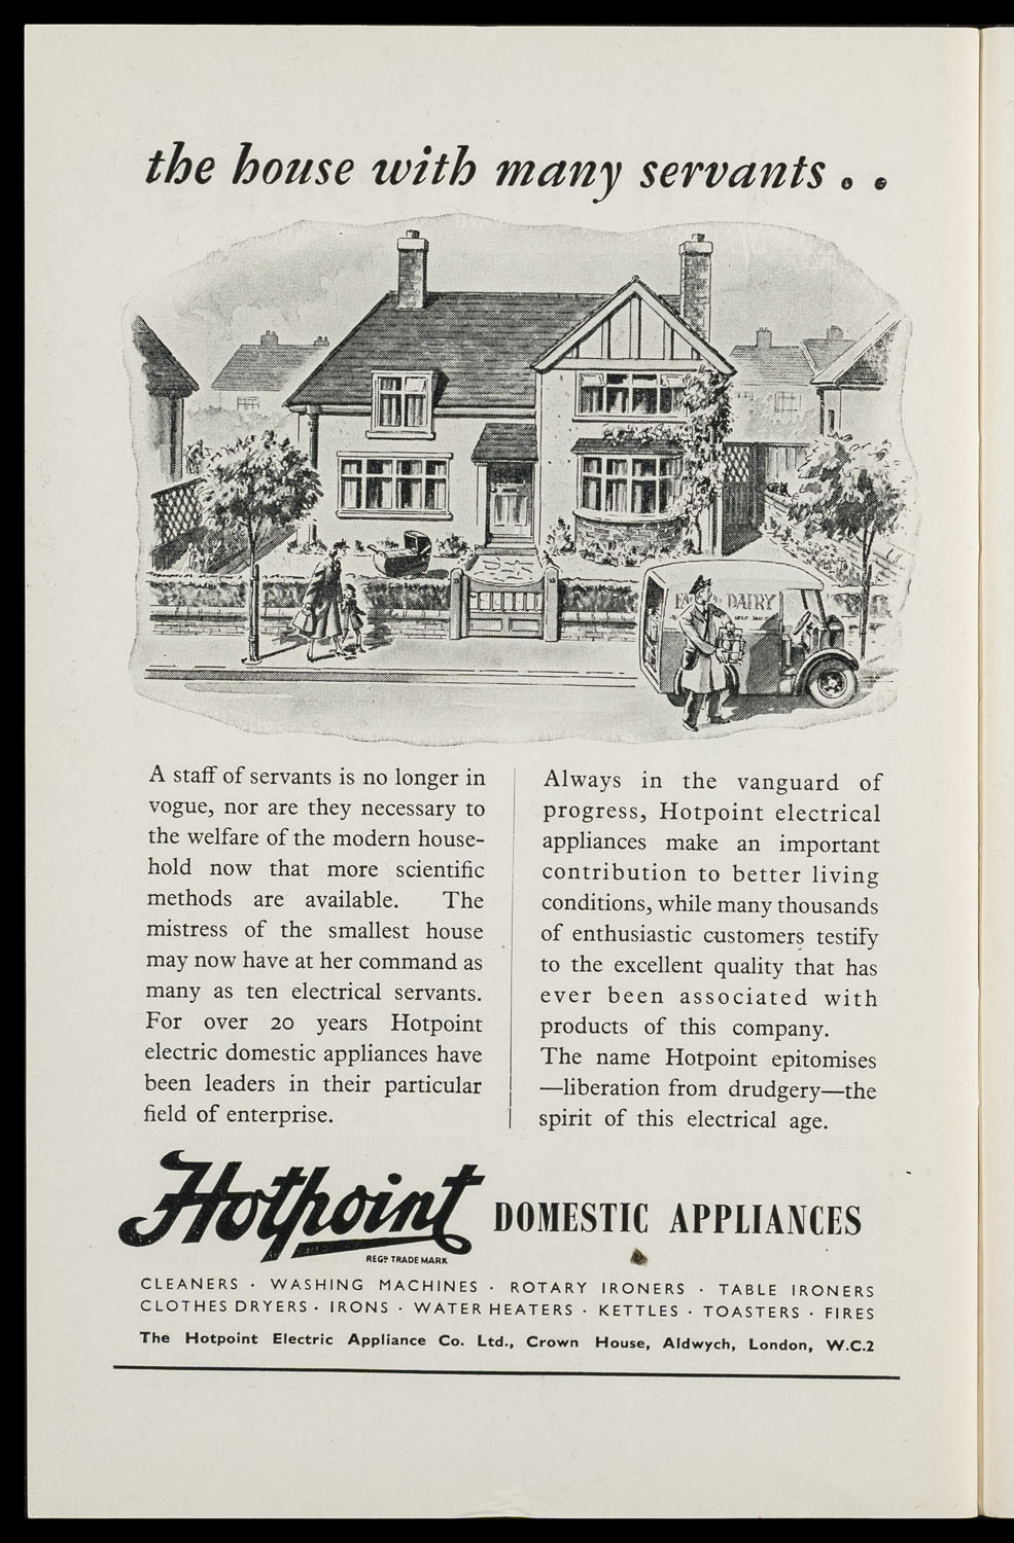 the house with many servants . .
DAIRY
A staff of servants is no longer in
vogue, nor are they necessary to
the welfare of the modern house-
hold now that more scientific
methods are available. The
mistress of the smallest house
may now have at her command as
many as ten electrical servants.
For over 20 years Hotpoint
electric domestic appliances have
been leaders in their particular
field of enterprise.
Always in the vanguard of
progress, Hotpoint electrical
appliances make an important
contribution to better living
conditions, while many thousands
of enthusiastic customers testify
to the excellent quality that has
ever been associated with
products of this company.
The name Hotpoint epitomises
—liberation from drudgery—the
spirit of this electrical age.
Hotpoint DOMESTIC APPLIANCES
REGD TRADE MARK
CLEANERS · WASHING MACHINES · ROTARY IRONERS · TABLE IRONERS
CLOTHES DRYERS · IRONS · WATER HEATERS · KETTLES · TOASTERS · FIRES
The Hotpoint Electric Appliance Co. Ltd., Crown House, Aldwych, London, W.C.2